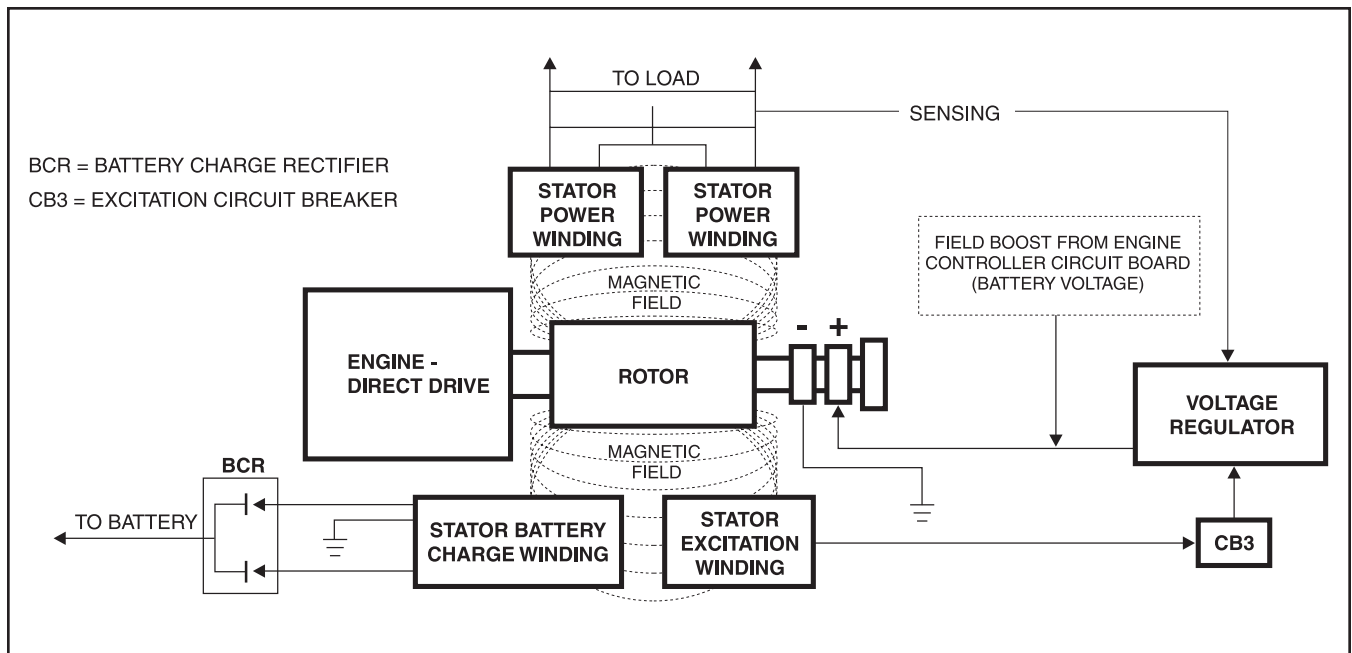 TO LOAD
SENSING
BCR = BATTERY CHARGE RECTIFIER
CB3 = EXCITATION CIRCUIT BREAKER
STATOR
POWER
WINDING
STATOR
POWER
WINDING
FIELD BOOST FROM ENGINE
CONTROLLER CIRCUIT BOARD
(BATTERY VOLTAGE)
MAGNETIC
FIELD
ENGINE -
DIRECT DRIVE
ROTOR
- +
VOLTAGE
REGULATOR
MAGNETIC
FIELD
BCR
TO BATTERY
STATOR BATTERY
CHARGE WINDING
STATOR
EXCITATION
WINDING
CB3